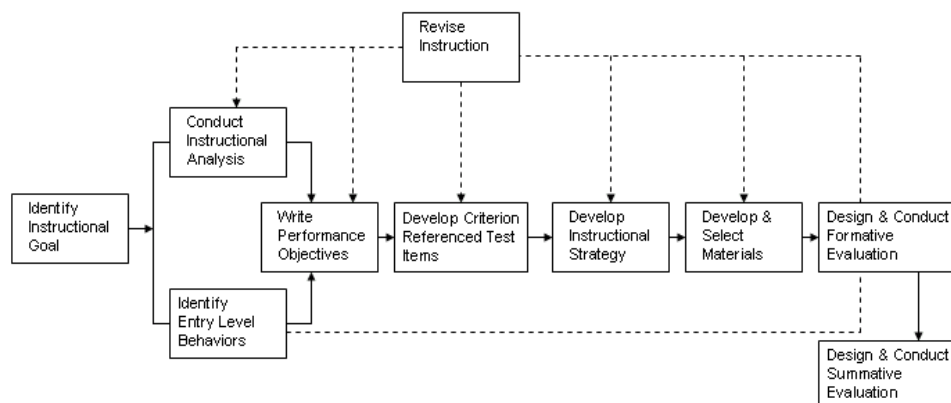 Revise
Instruction
Conduct
Instructional
Analysis
Identify
Instructional
Goal
Write
Performance
Objectives
Develop Criterion
Referenced Test
Items
Develop
Instructional
Strategy
Develop &
Select
Materials
Design & Conduct
Formative
Evaluation
Identify
Entry Level
Behaviors
Design & Conduct
Summative
Evaluation